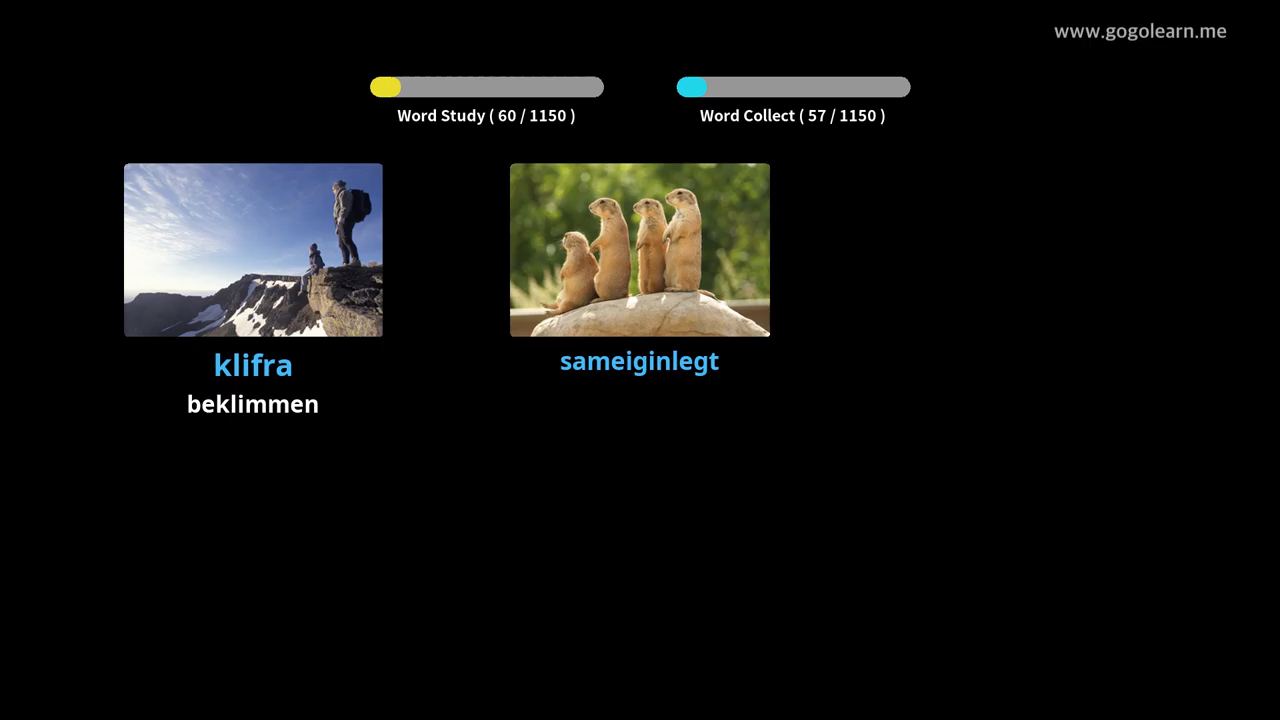 www.gogolearn.me
Word Study ( 60 / 1150 )
Word Collect ( 57 / 1150 )
klifra
beklimmen
sameiginlegt